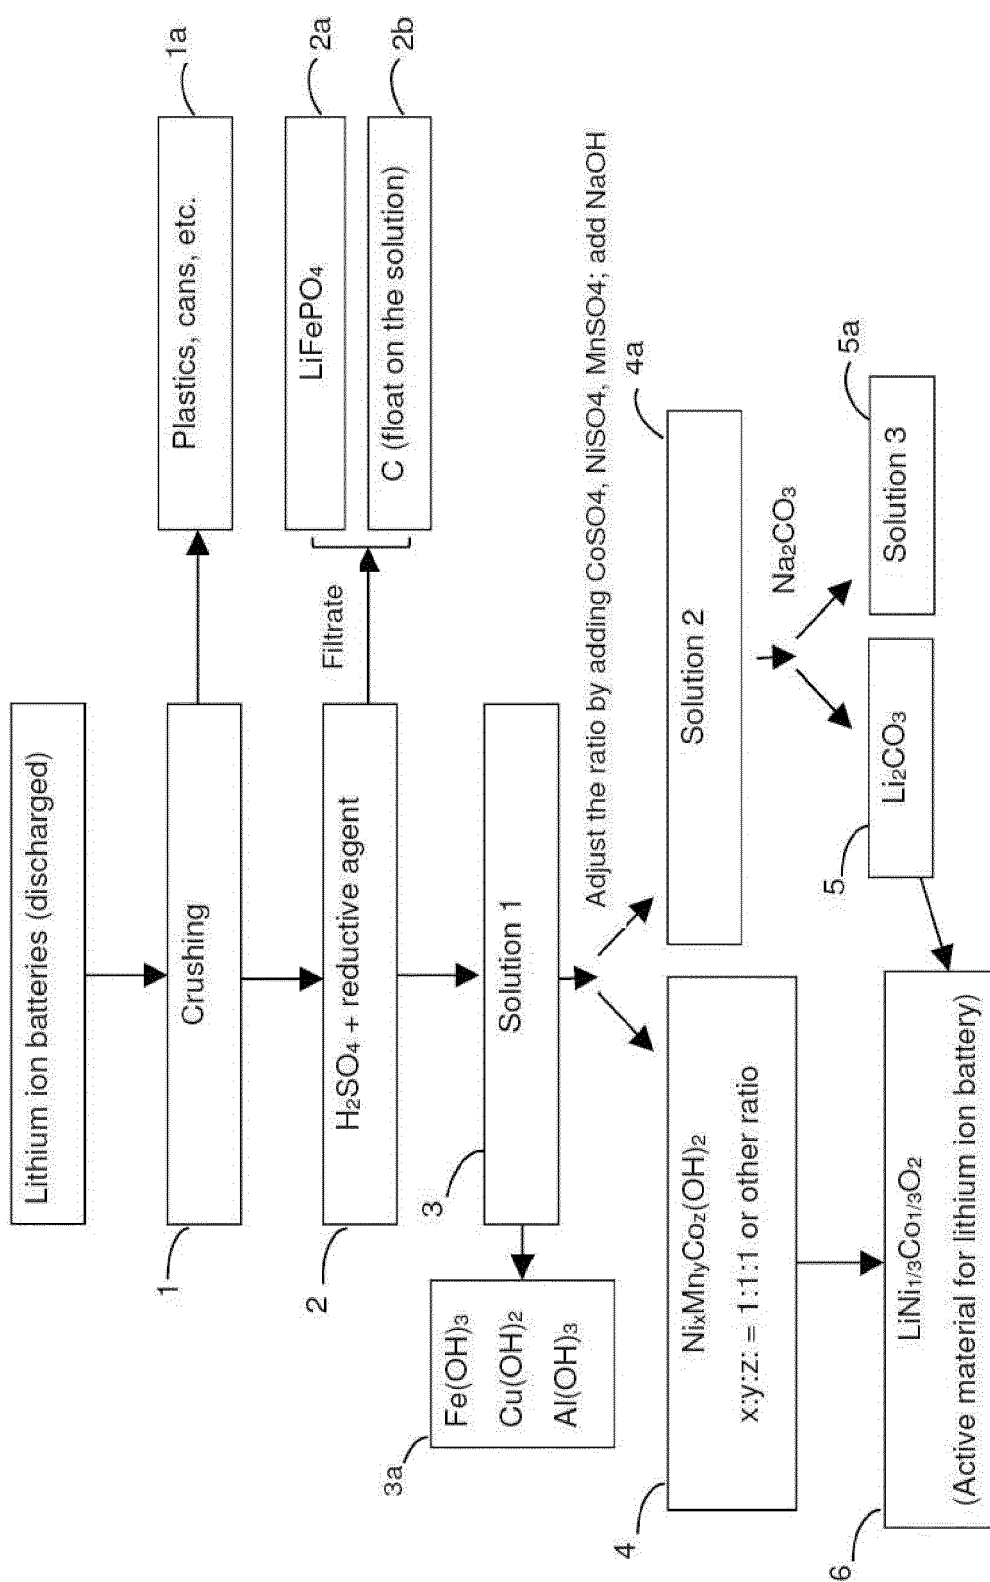 Lithium ion batteries (discharged)
1
Crushing
1a
Plastics, cans, etc.
2
H₂SO₄ + reductive agent
Filtrate
2a
LiFePO₄
2b
C (float on the solution)
3
Solution 1
3a
Fe(OH)₃
Cu(OH)₂
Al(OH)₃
Adjust the ratio by adding CoSO4, NiSO4, MnSO4; add NaOH
4
NiₓMnᵧCo_z(OH)₂
x:y:z: = 1:1:1 or other ratio
4a
Solution 2
Na₂CO₃
5
Li₂CO₃
5a
Solution 3
6
LiNi₁/₃Co₁/₃O₂
(Active material for lithium ion battery)